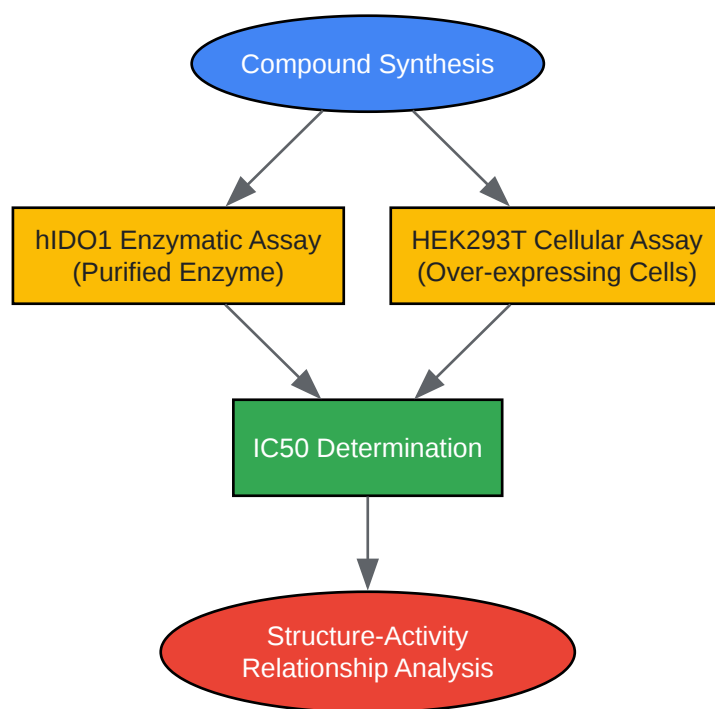 Compound Synthesis
hIDO1 Enzymatic Assay
(Purified Enzyme)
HEK293T Cellular Assay
(Over-expressing Cells)
IC50 Determination
Structure-Activity
Relationship Analysis